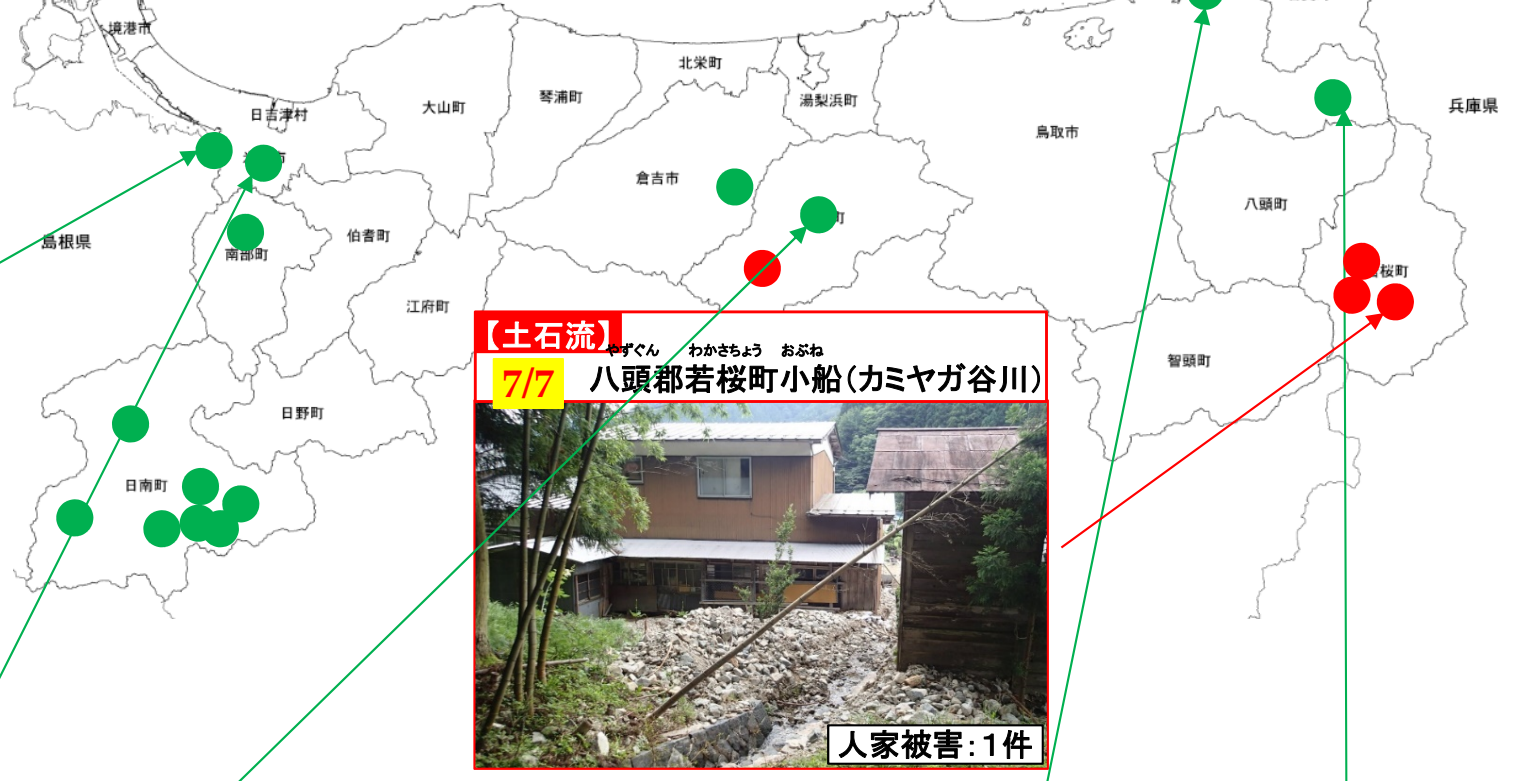 境港市
北栄町
琴浦町
大山町
湯梨浜町
兵庫県
日吉津村
鳥取市
倉吉市
八頭町
町
伯耆町
島根県
南部町
桜町
江府町
【土石流】
智頭町
やずぐん わかさちょう おぶね
7/7 八頭郡若桜町小船(カミヤガ谷川)
日野町
日南町
人家被害:1件